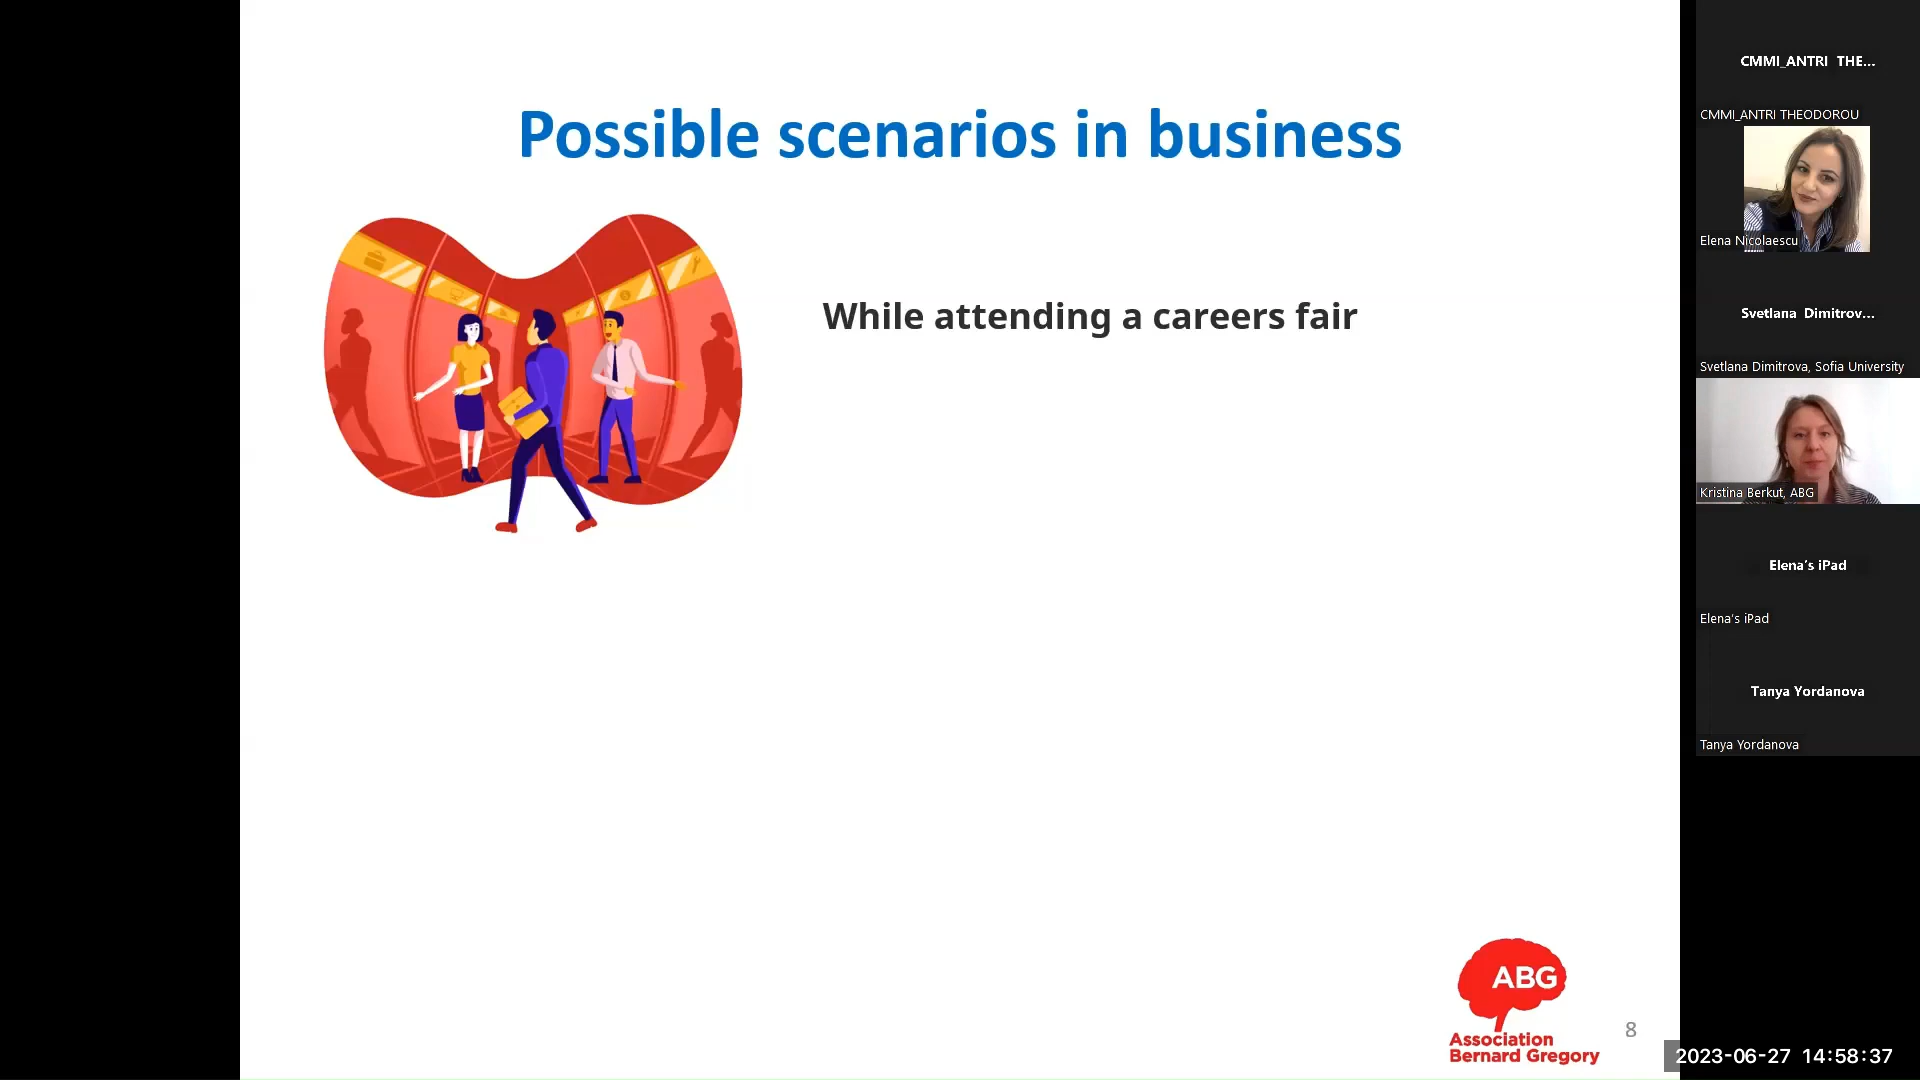 Possible scenarios in business
While attending a careers fair
ABG
Association
Bernard Gregory
8
CMMI_ANTRI THE...
CMMI_ANTRI THEODOROU
Elena Nicolaescu
Svetlana Dimitrov...
Svetlana Dimitrova, Sofia University
Kristina Berkut, ABG
Elena's iPad
Elena's iPad
Tanya Yordanova
Tanya Yordanova
2023-06-27 14:58:37